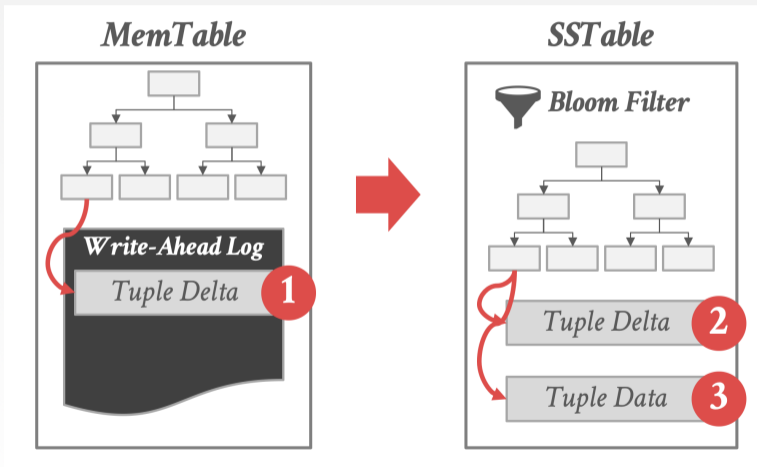 MemTable
Write-Ahead Log
Tuple Delta
1
SSTable
Bloom Filter
Tuple Delta
2
Tuple Data
3